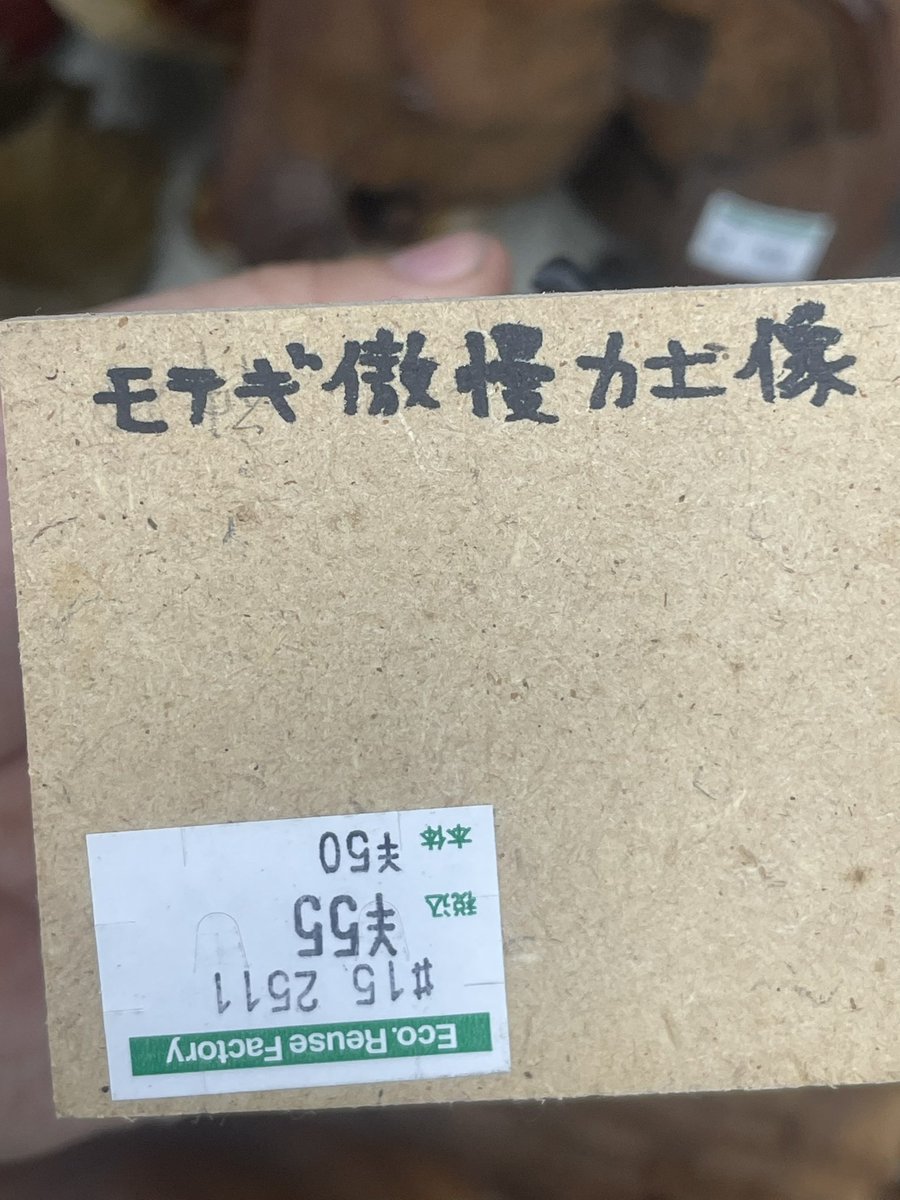 モテギ傲慢力士像
Eco.Reuse Factory
#15 2511
税込 ¥55
本体 ¥50